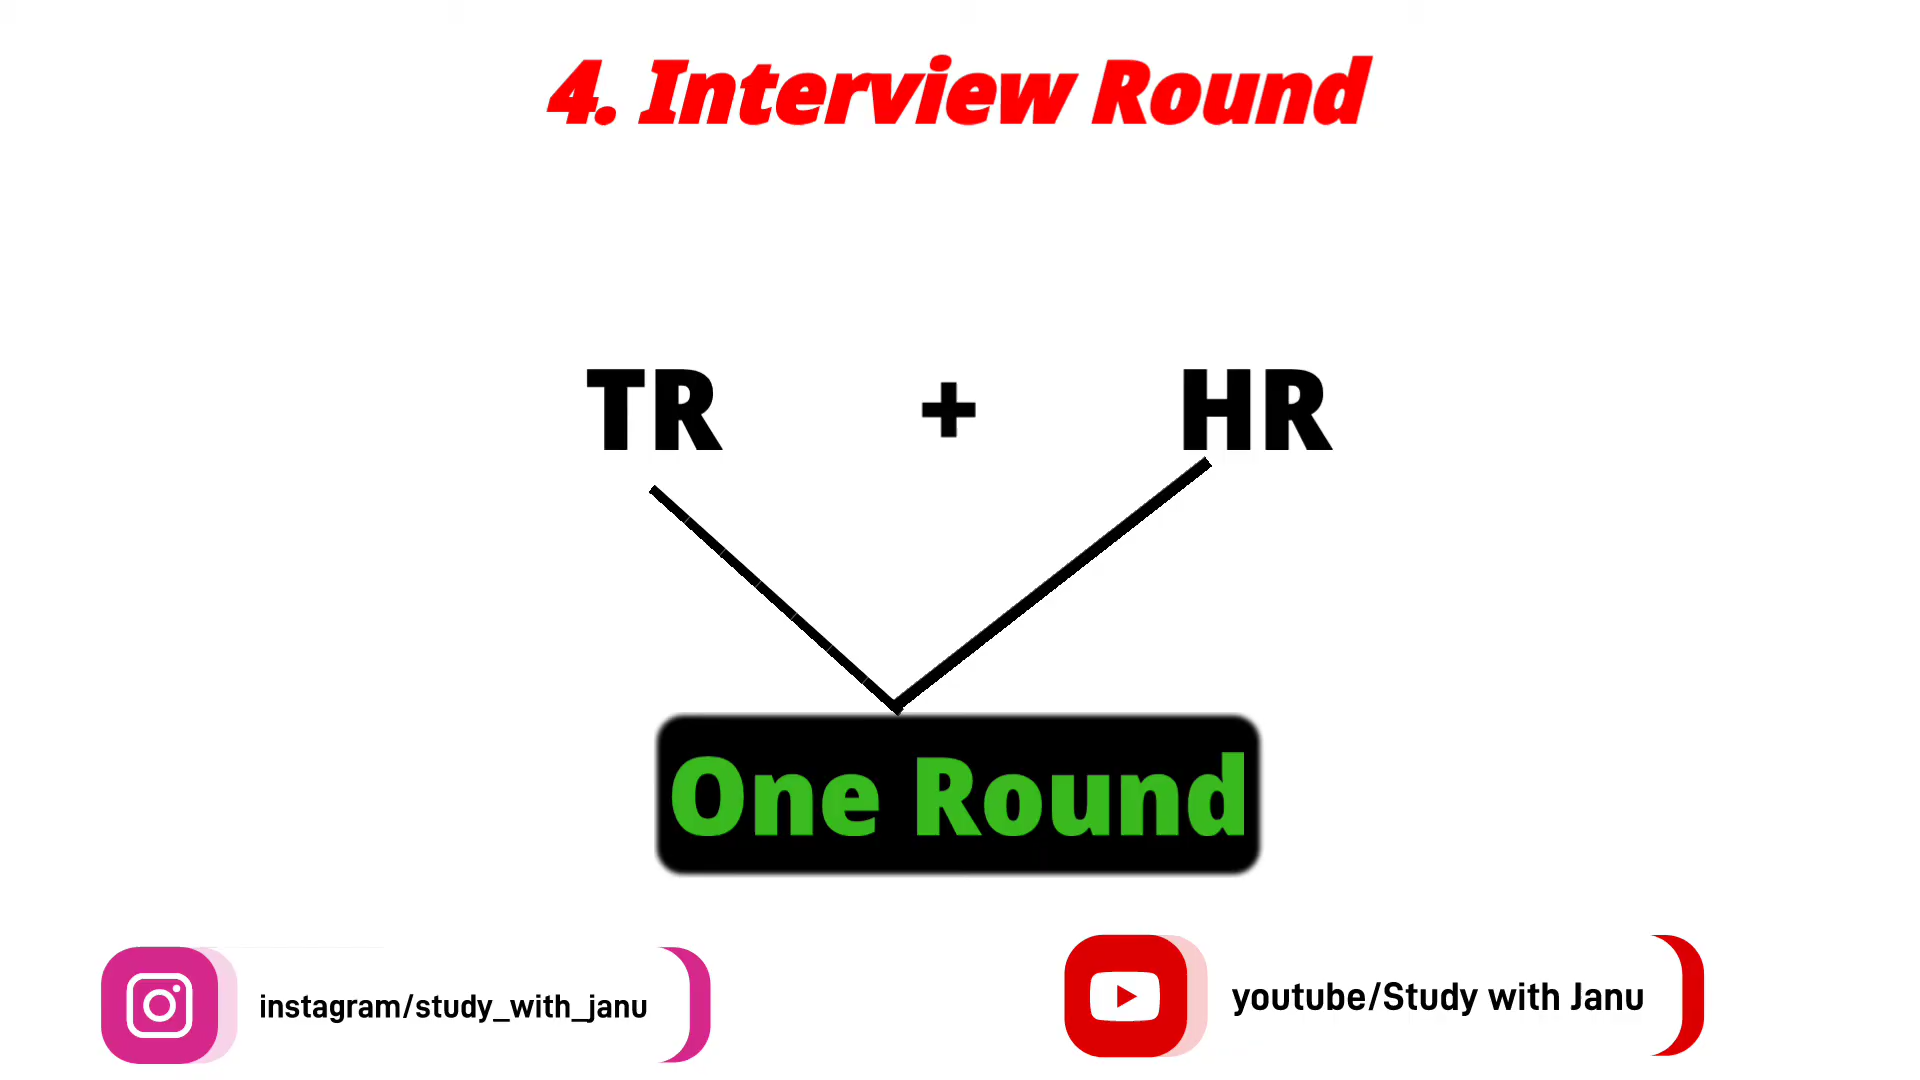 4. Interview Round
TR + HR
One Round
instagram/study_with_janu
youtube/Study with Janu